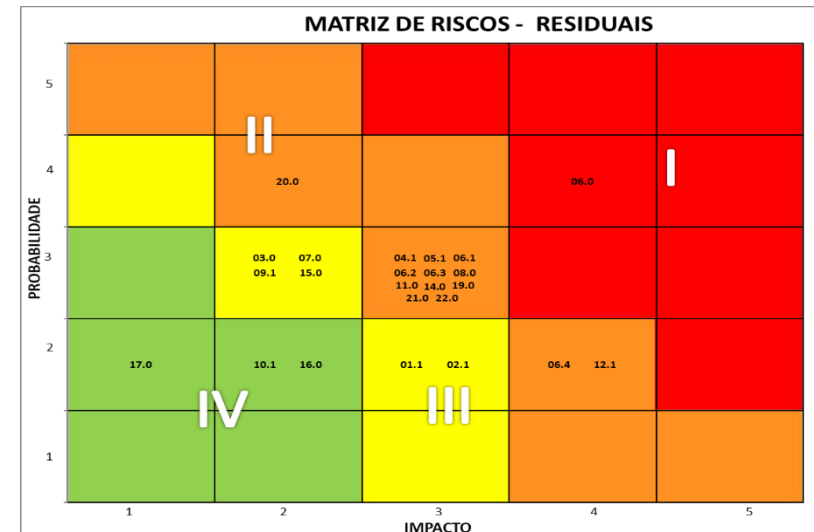 MATRIZ DE RISCOS - RESIDUAIS
PROBABILIDADE
5
II
4
20.0
06.0
I
3
03.0 07.0
09.1 15.0
04.1 05.1 06.1
06.2 06.3 08.0
11.0 14.0 19.0
21.0 22.0
2
17.0
10.1 16.0
01.1 02.1
06.4 12.1
IV
III
1
1 2 3 4 5
IMPACTO